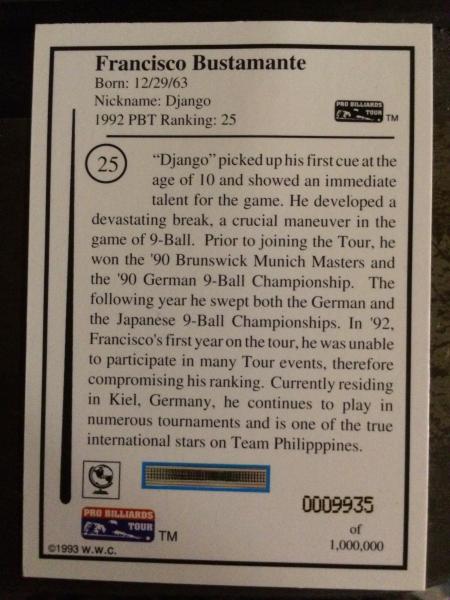 Francisco Bustamante
Born: 12/29/63
Nickname: Django
1992 PBT Ranking: 25
PRO BILLIARDS
TOUR
TM
25
"Django" picked up his first cue at the
age of 10 and showed an immediate
talent for the game. He developed a
devastating break, a crucial maneuver in the
game of 9-Ball. Prior to joining the Tour, he
won the '90 Brunswick Munich Masters and
the '90 German 9-Ball Championship. The
following year he swept both the German and
the Japanese 9-Ball Championships. In '92,
Francisco's first year on the tour, he was unable
to participate in many Tour events, therefore
compromising his ranking. Currently residing
in Kiel, Germany, he continues to play in
numerous tournaments and is one of the true
international stars on Team Philipppines.
0009935
of
1,000,000
PRO BILLIARDS
TOUR
TM
©1993 W.W.C.